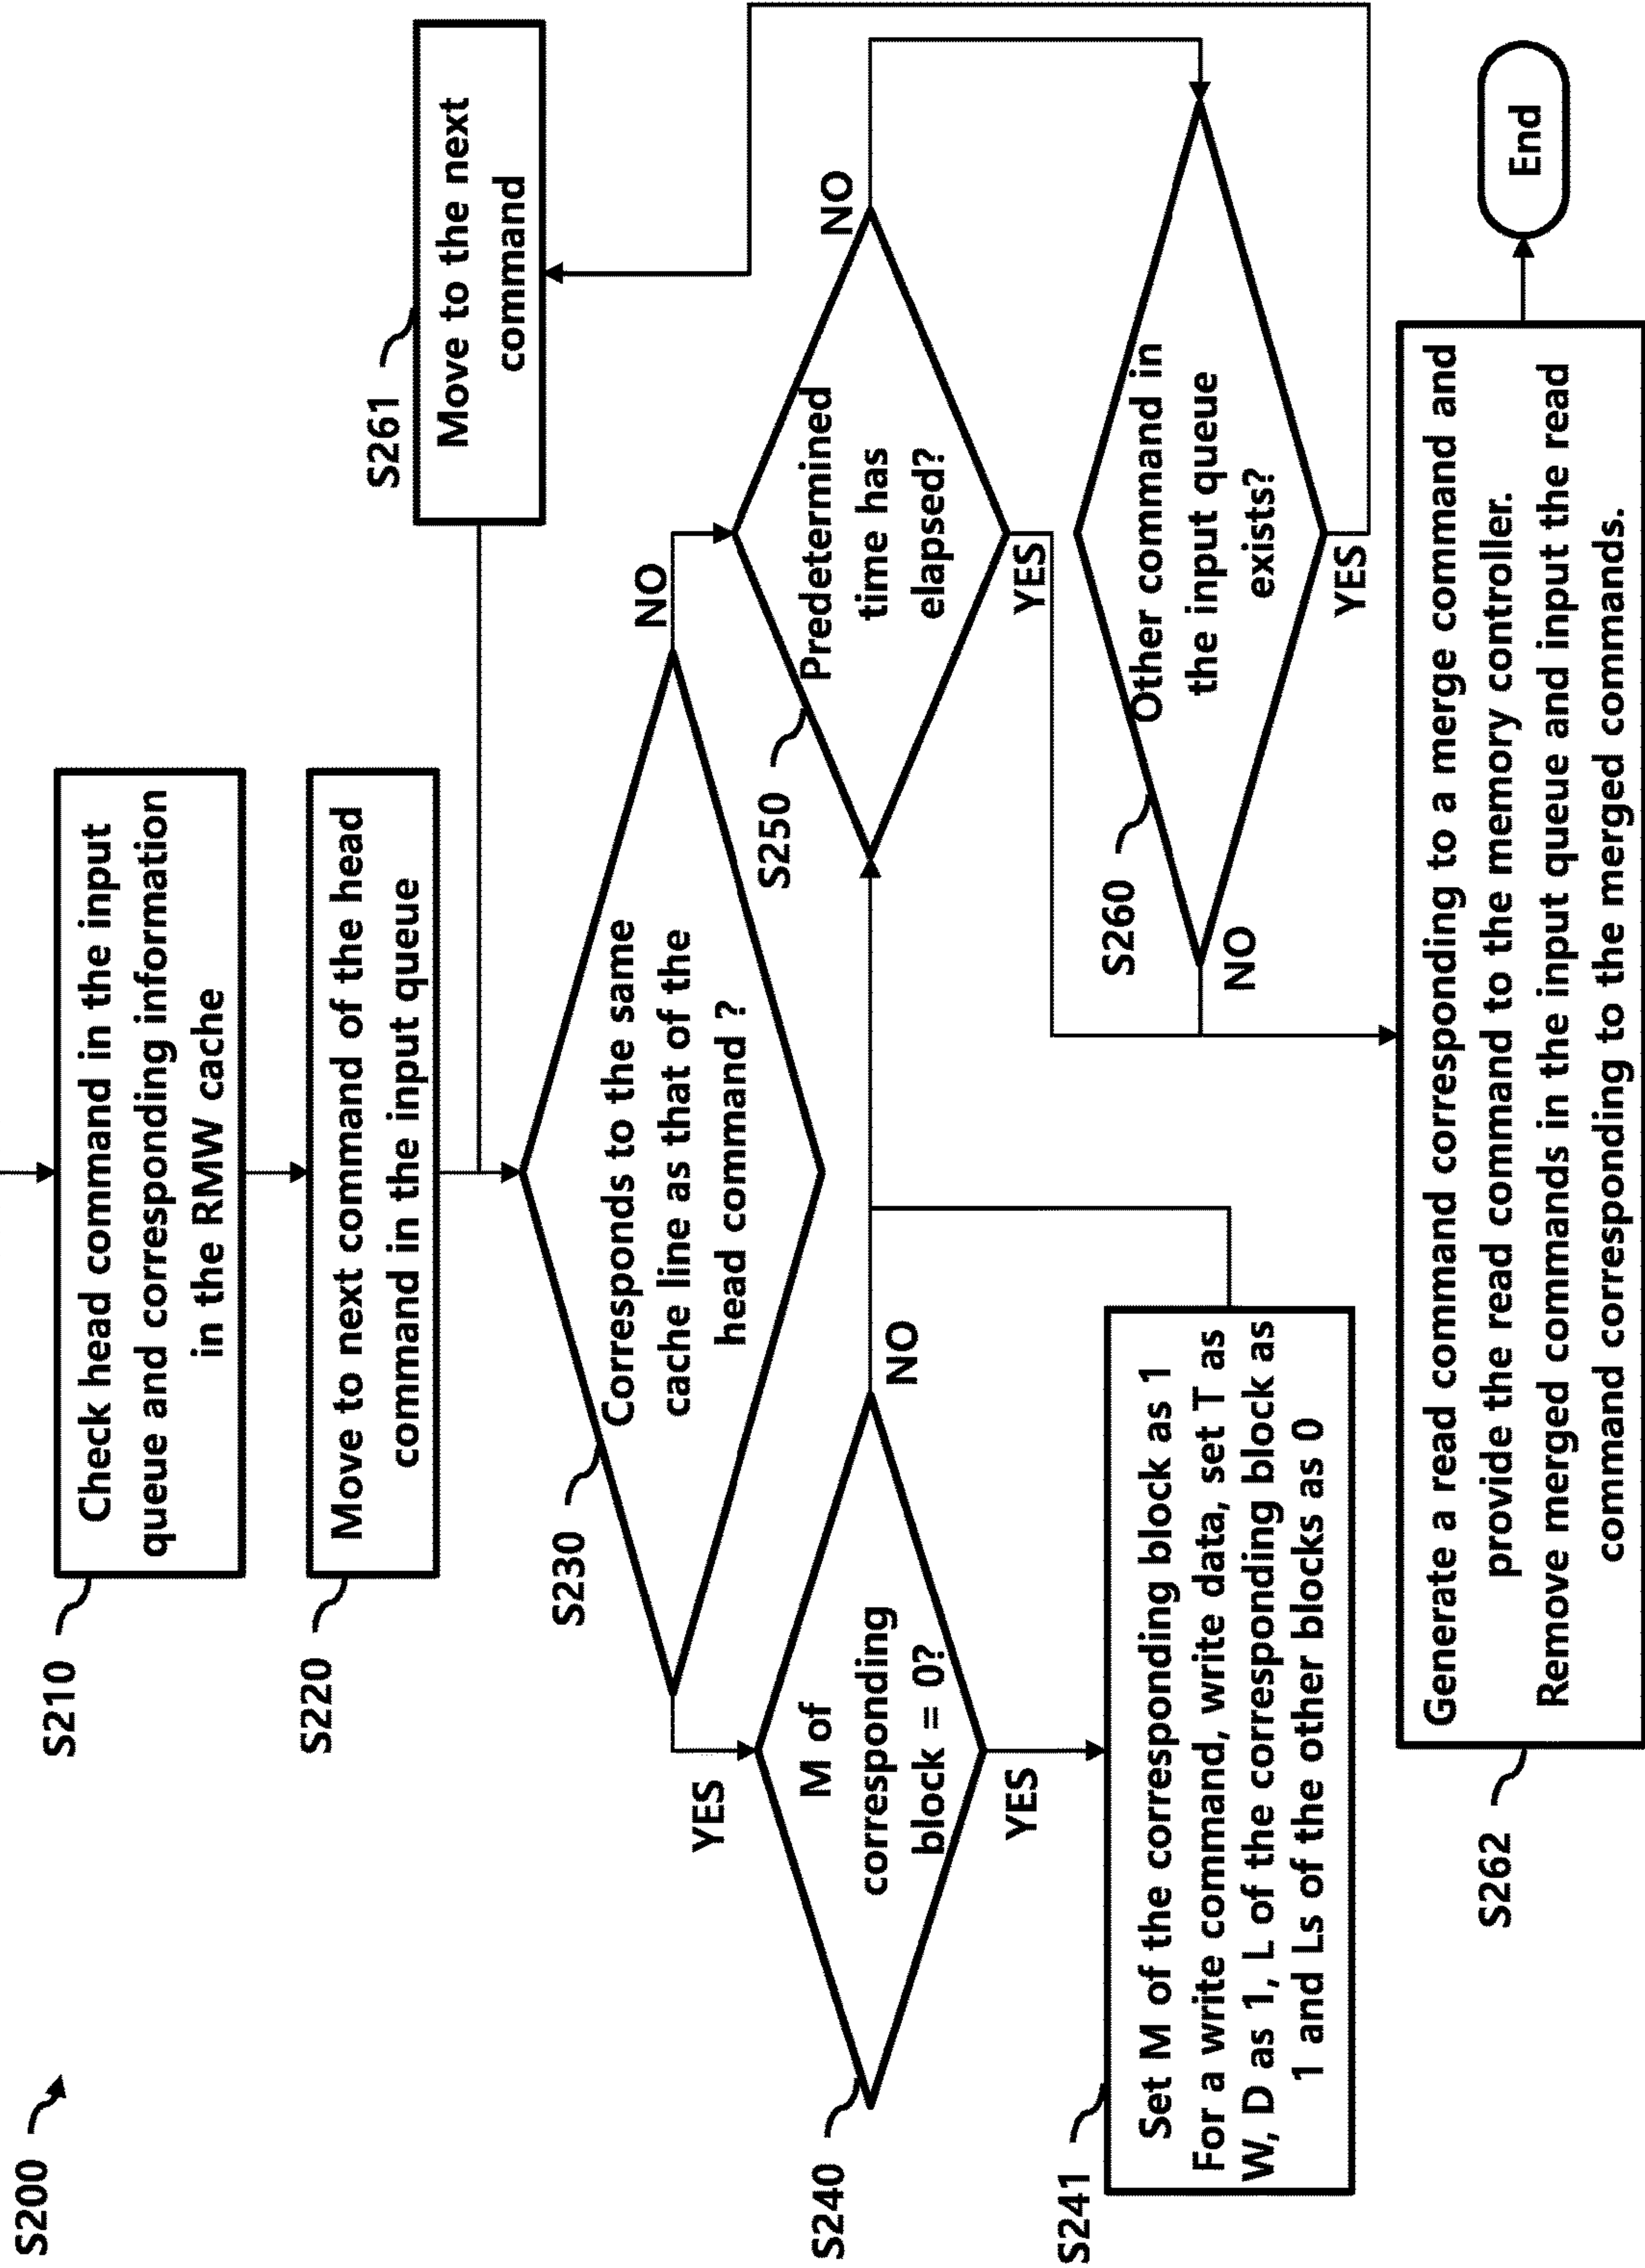 S200
S210
Check head command in the input
queue and corresponding information
in the RMW cache
S220
Move to next command of the head
command in the input queue
S261
Move to the next
command
S230
Corresponds to the same
cache line as that of the
head command ?
YES
NO
S240
M of
corresponding
block = 0?
NO
YES
S250
Predetermined
time has
elapsed?
NO
YES
S241
Set M of the corresponding block as 1
For a write command, write data, set T as
W, D as 1, L of the corresponding block as
1 and Ls of the other blocks as 0
S260
Other command in
the input queue
exists?
NO
YES
S262
Generate a read command corresponding to a merge command and
provide the read command to the memory controller.
Remove merged commands in the input queue and input the read
command corresponding to the merged commands.
End